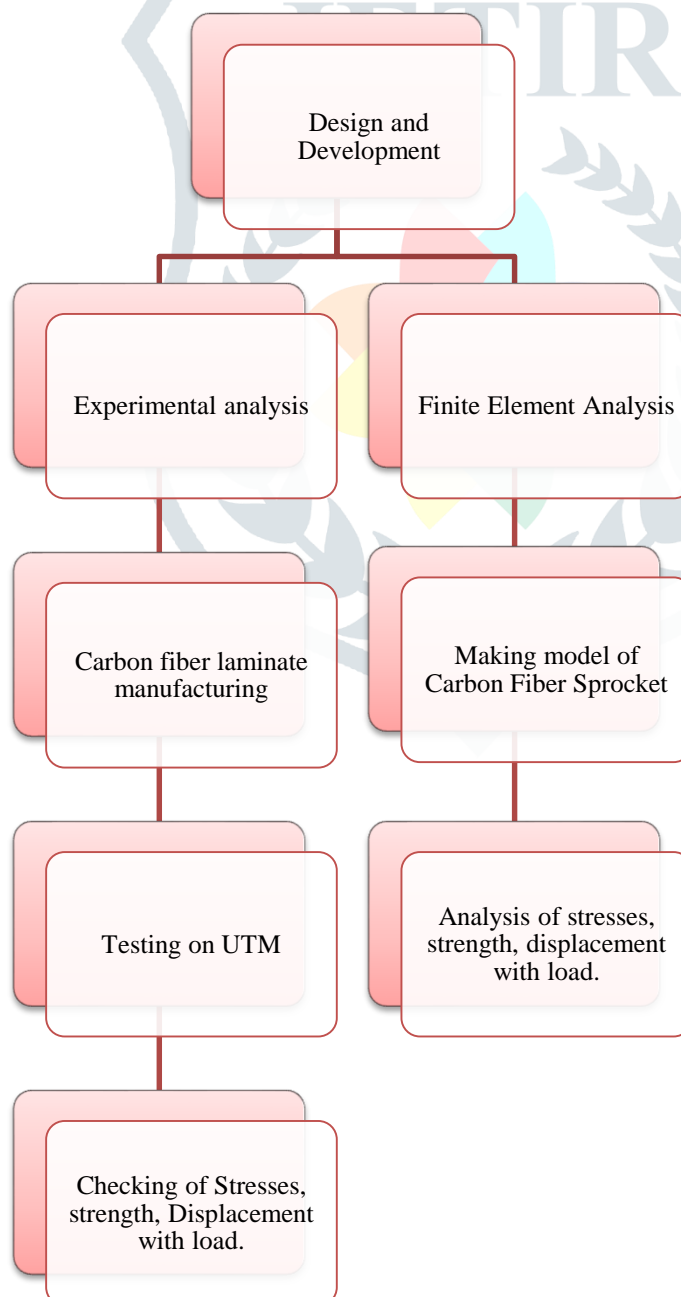 JETIR
Design and
Development
Experimental analysis
Finite Element Analysis
Carbon fiber laminate
manufacturing
Making model of
Carbon Fiber Sprocket
Testing on UTM
Analysis of stresses,
strength, displacement
with load.
Checking of Stresses,
strength, Displacement
with load.